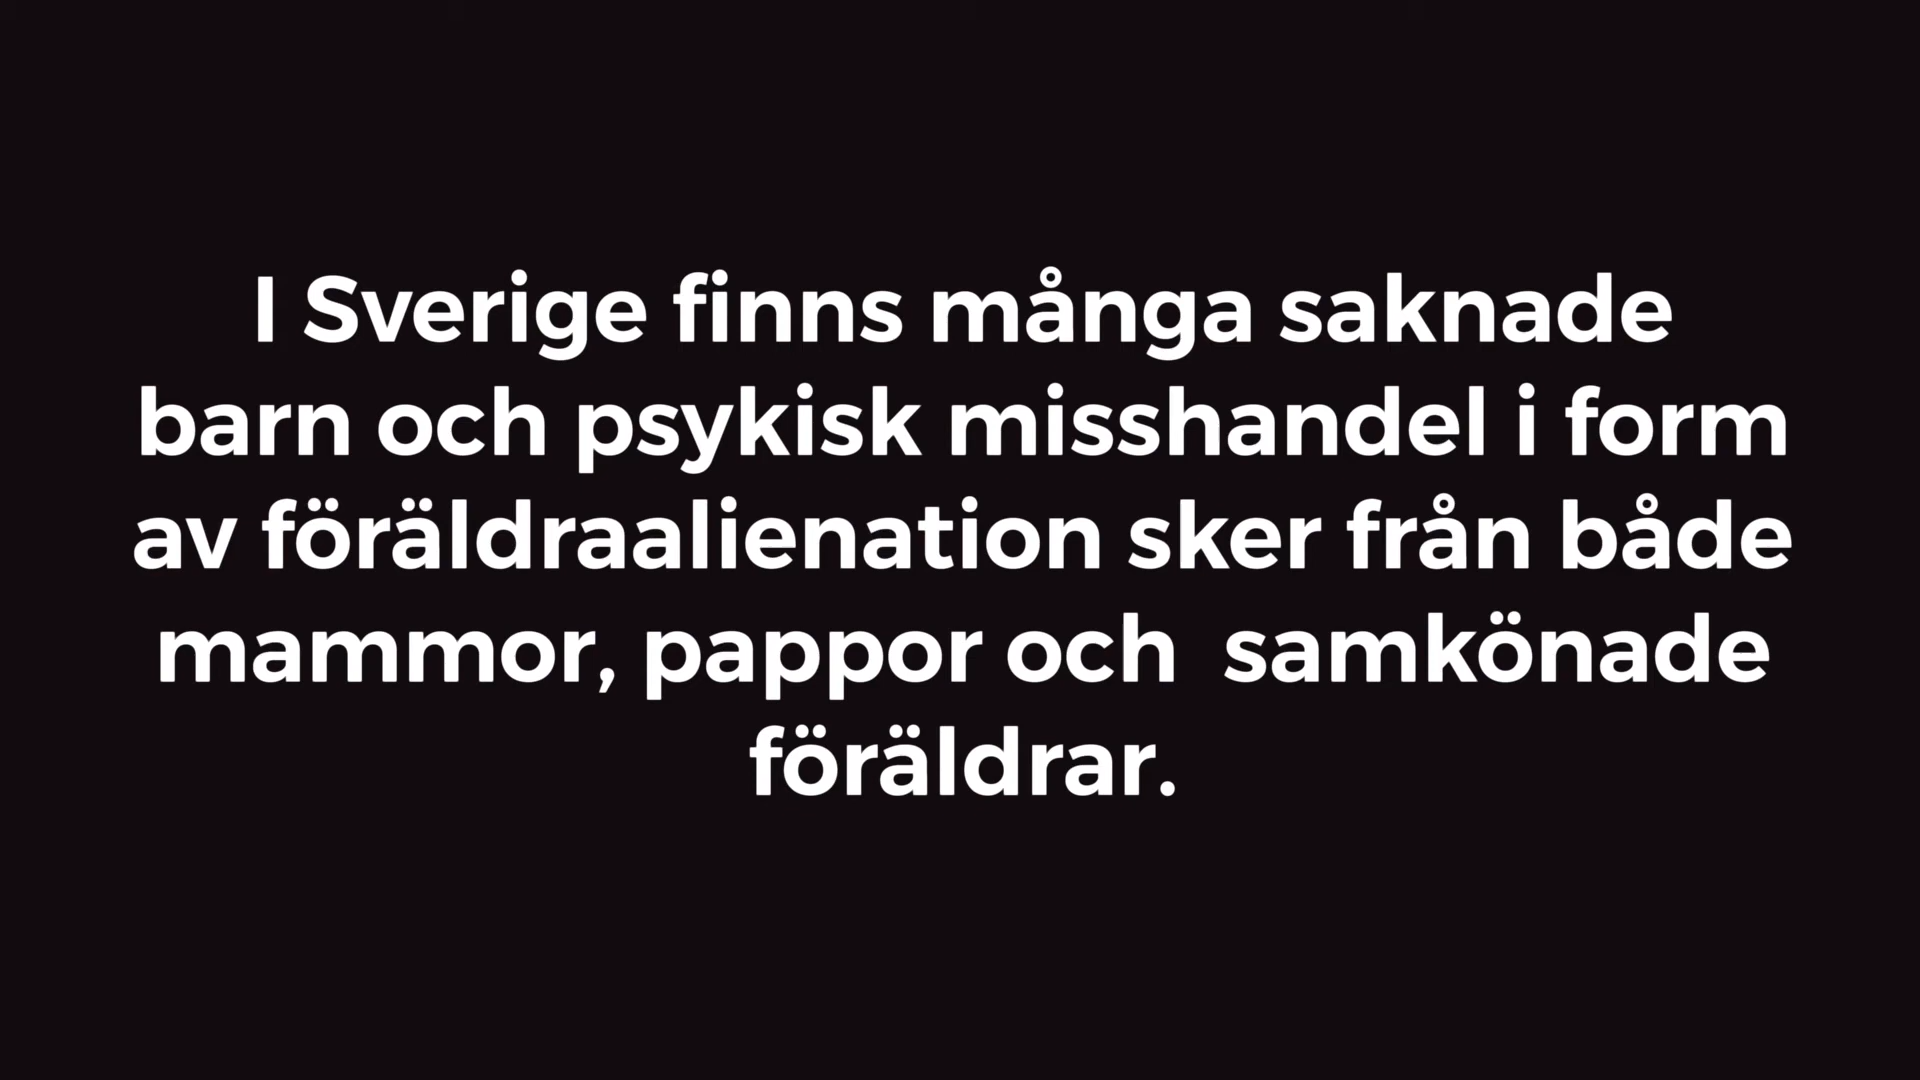 I Sverige finns många saknade
barn och psykisk misshandel i form
av föräldraalienation sker från både
mammor, pappor och  samkönade
föräldrar.